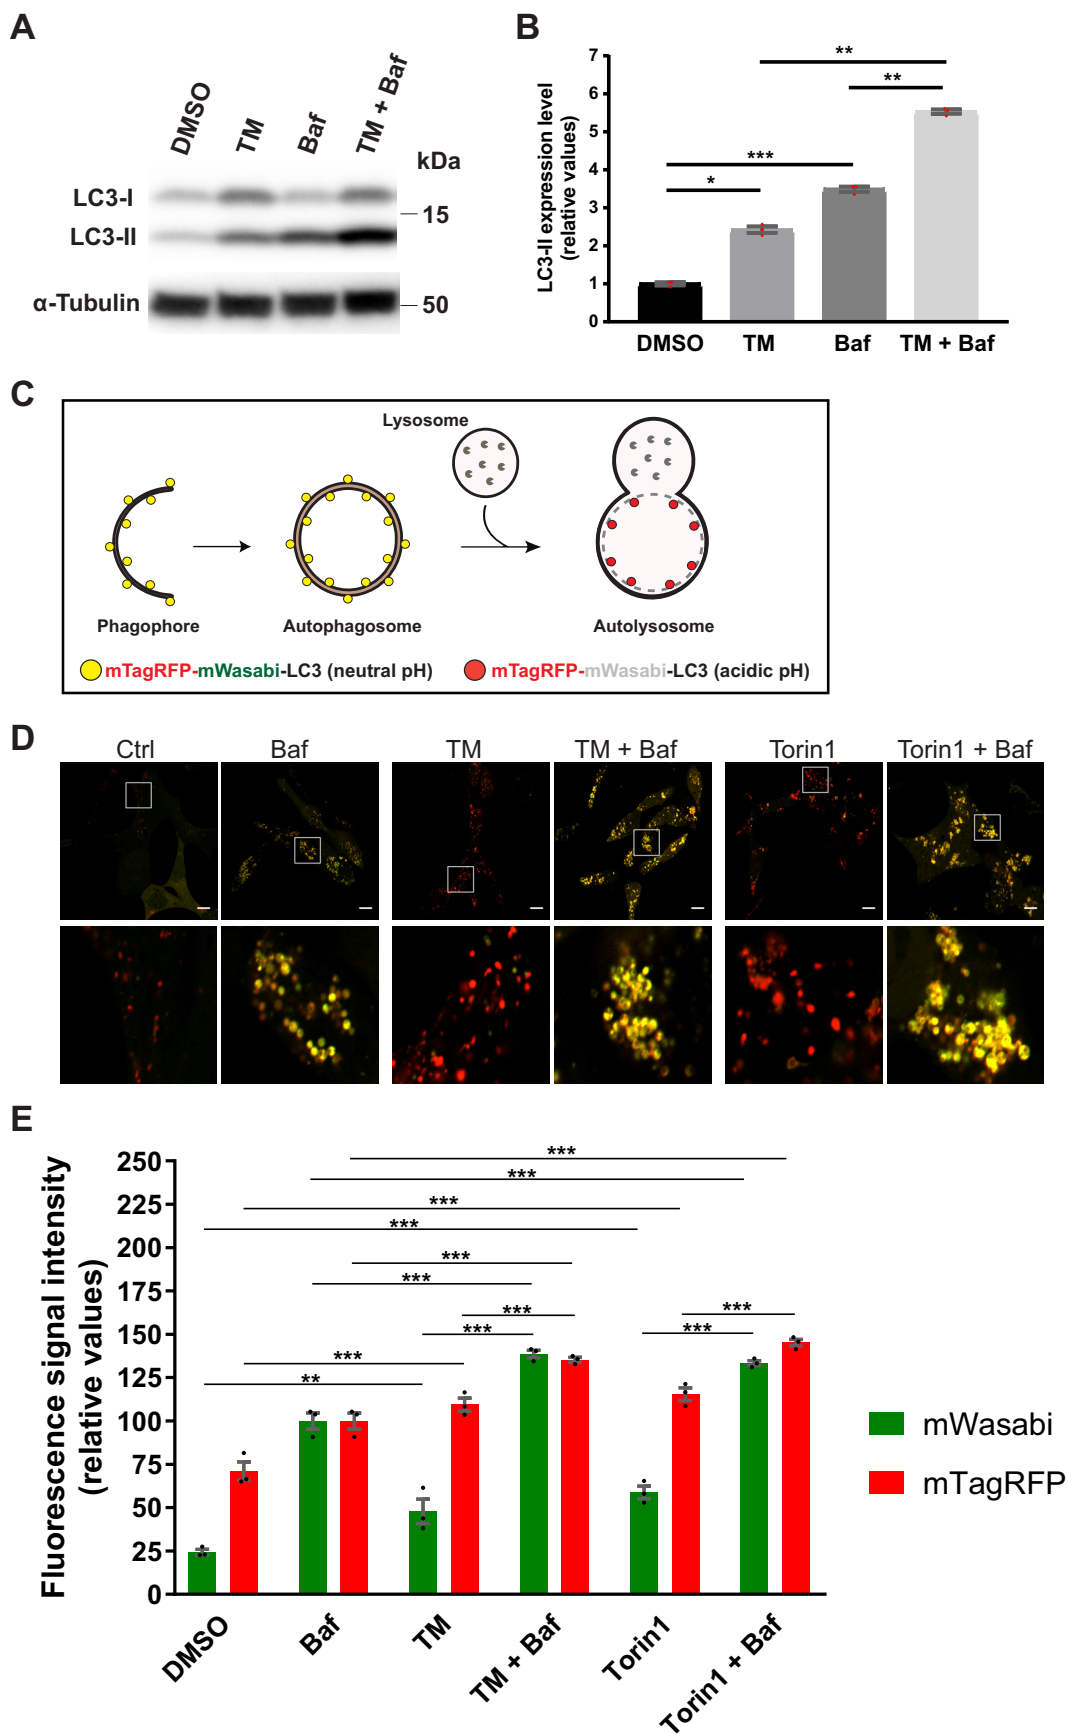 A
DMSO
TM
Baf
TM + Baf
kDa
LC3-I
15
LC3-II
α-Tubulin
50
B
LC3-II expression level
(relative values)
7
6
5
4
3
2
1
0
**
**
***
*
DMSO TM Baf TM + Baf
C
Lysosome
Phagophore Autophagosome Autolysosome
mTagRFP-mWasabi-LC3 (neutral pH) mTagRFP-mWasabi-LC3 (acidic pH)
D
Ctrl Baf TM TM + Baf Torin1 Torin1 + Baf
E
Fluorescence signal intensity
(relative values)
250
225
200
175
150
125
100
75
50
25
0
***
***
***
***
***
***
***
***
***
***
***
**
DMSO
Baf
TM
TM + Baf
Torin1
Torin1 + Baf
mWasabi
mTagRFP